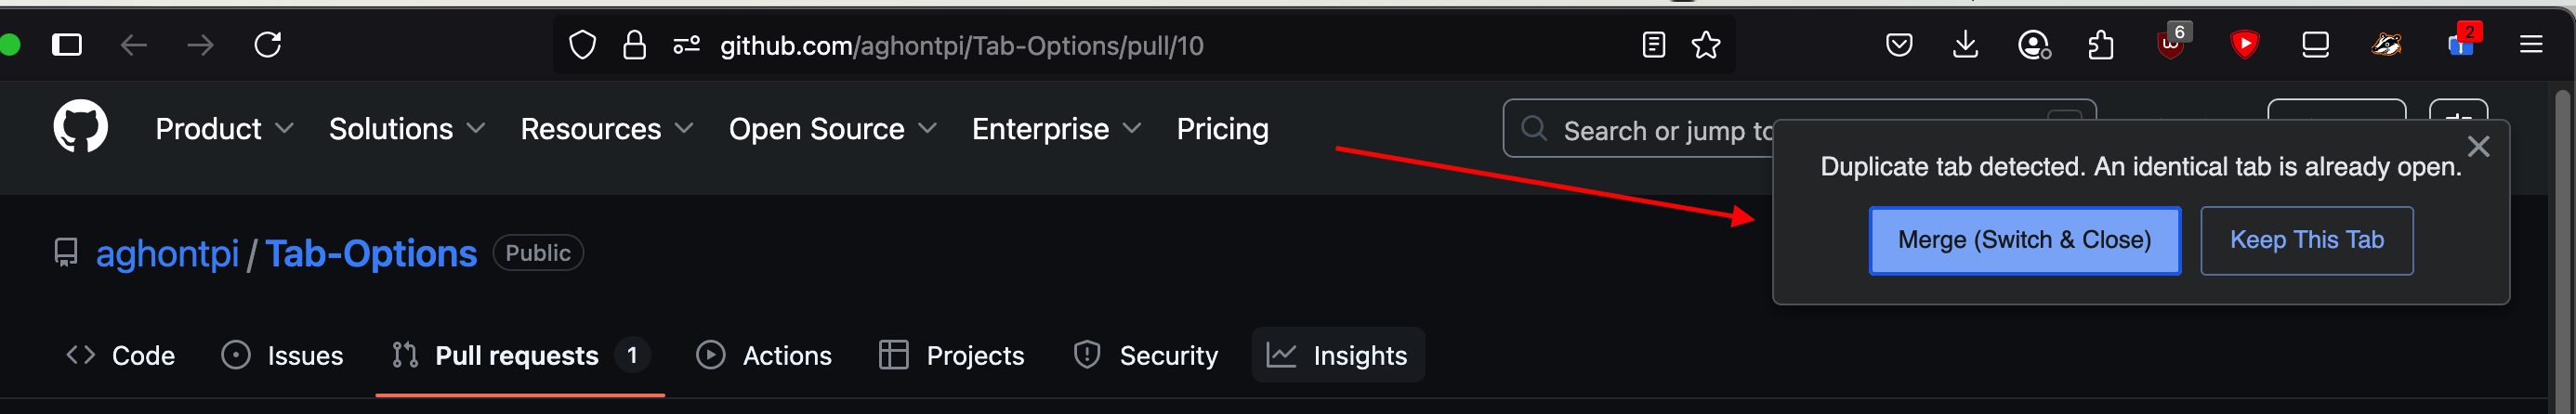 github.com/aghontpi/Tab-Options/pull/10
6
2
Product
Solutions
Resources
Open Source
Enterprise
Pricing
Search or jump to
Duplicate tab detected. An identical tab is already open.
Merge (Switch & Close)
Keep This Tab
aghontpi / Tab-Options
Public
Code
Issues
Pull requests 1
Actions
Projects
Security
Insights